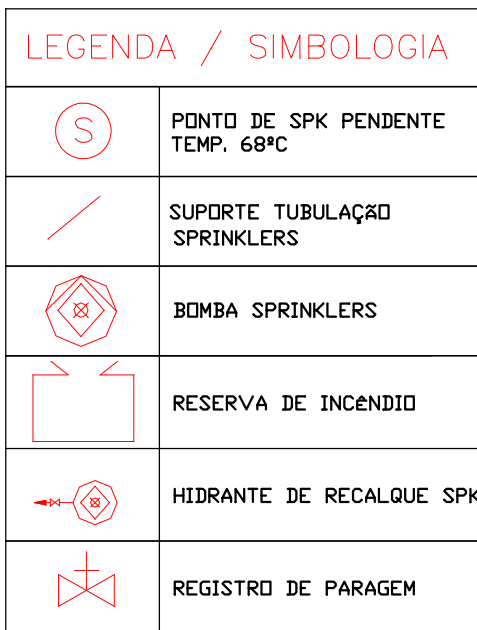 LEGENDA / SIMBOLOGIA
S
PONTO DE SPK PENDENTE
TEMP. 68ºC
SUPORTE TUBULAÇÃO
SPRINKLERS
BOMBA SPRINKLERS
RESERVA DE INCÊNDIO
HIDRANTE DE RECALQUE SPK
REGISTRO DE PARAGEM